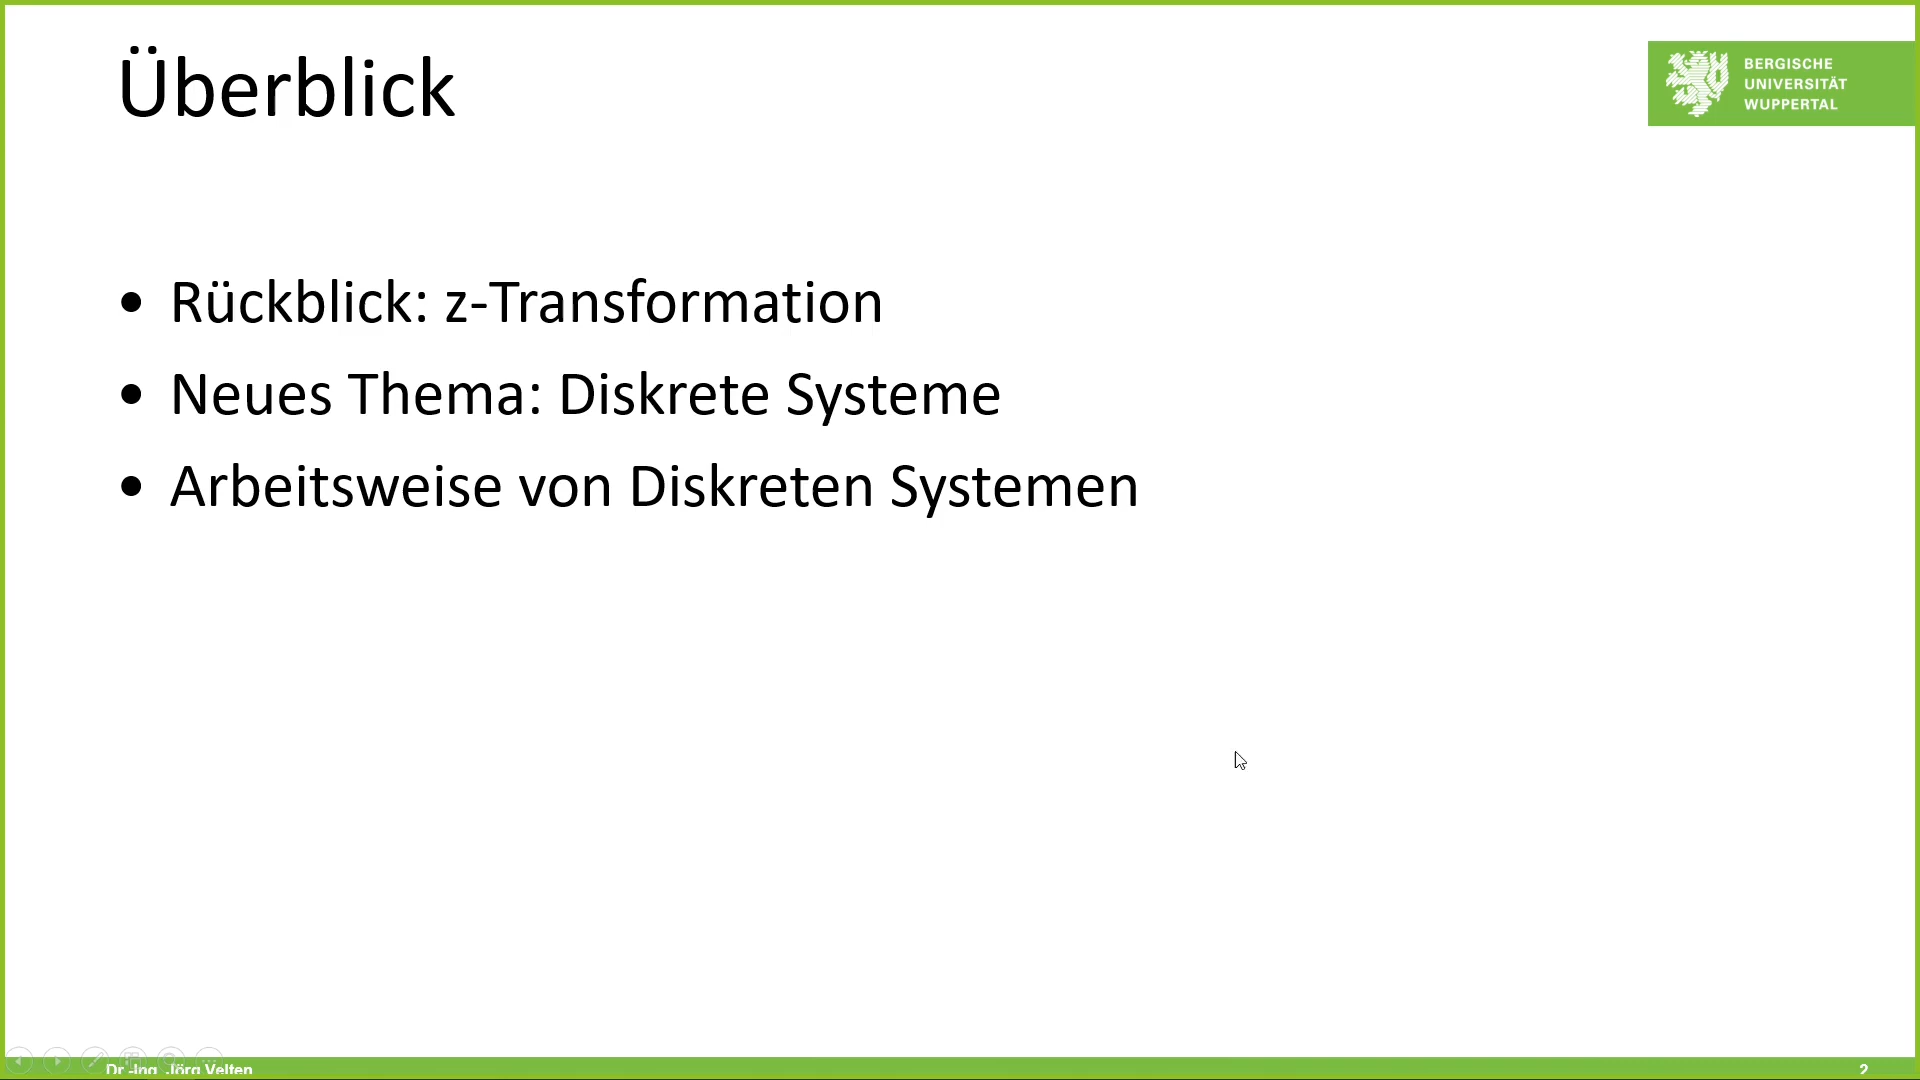 Überblick
BERGISCHE
UNIVERSITÄT
WUPPERTAL
• Rückblick: z-Transformation
• Neues Thema: Diskrete Systeme
• Arbeitsweise von Diskreten Systemen
Dr.-Ing. Jörg Velten
2